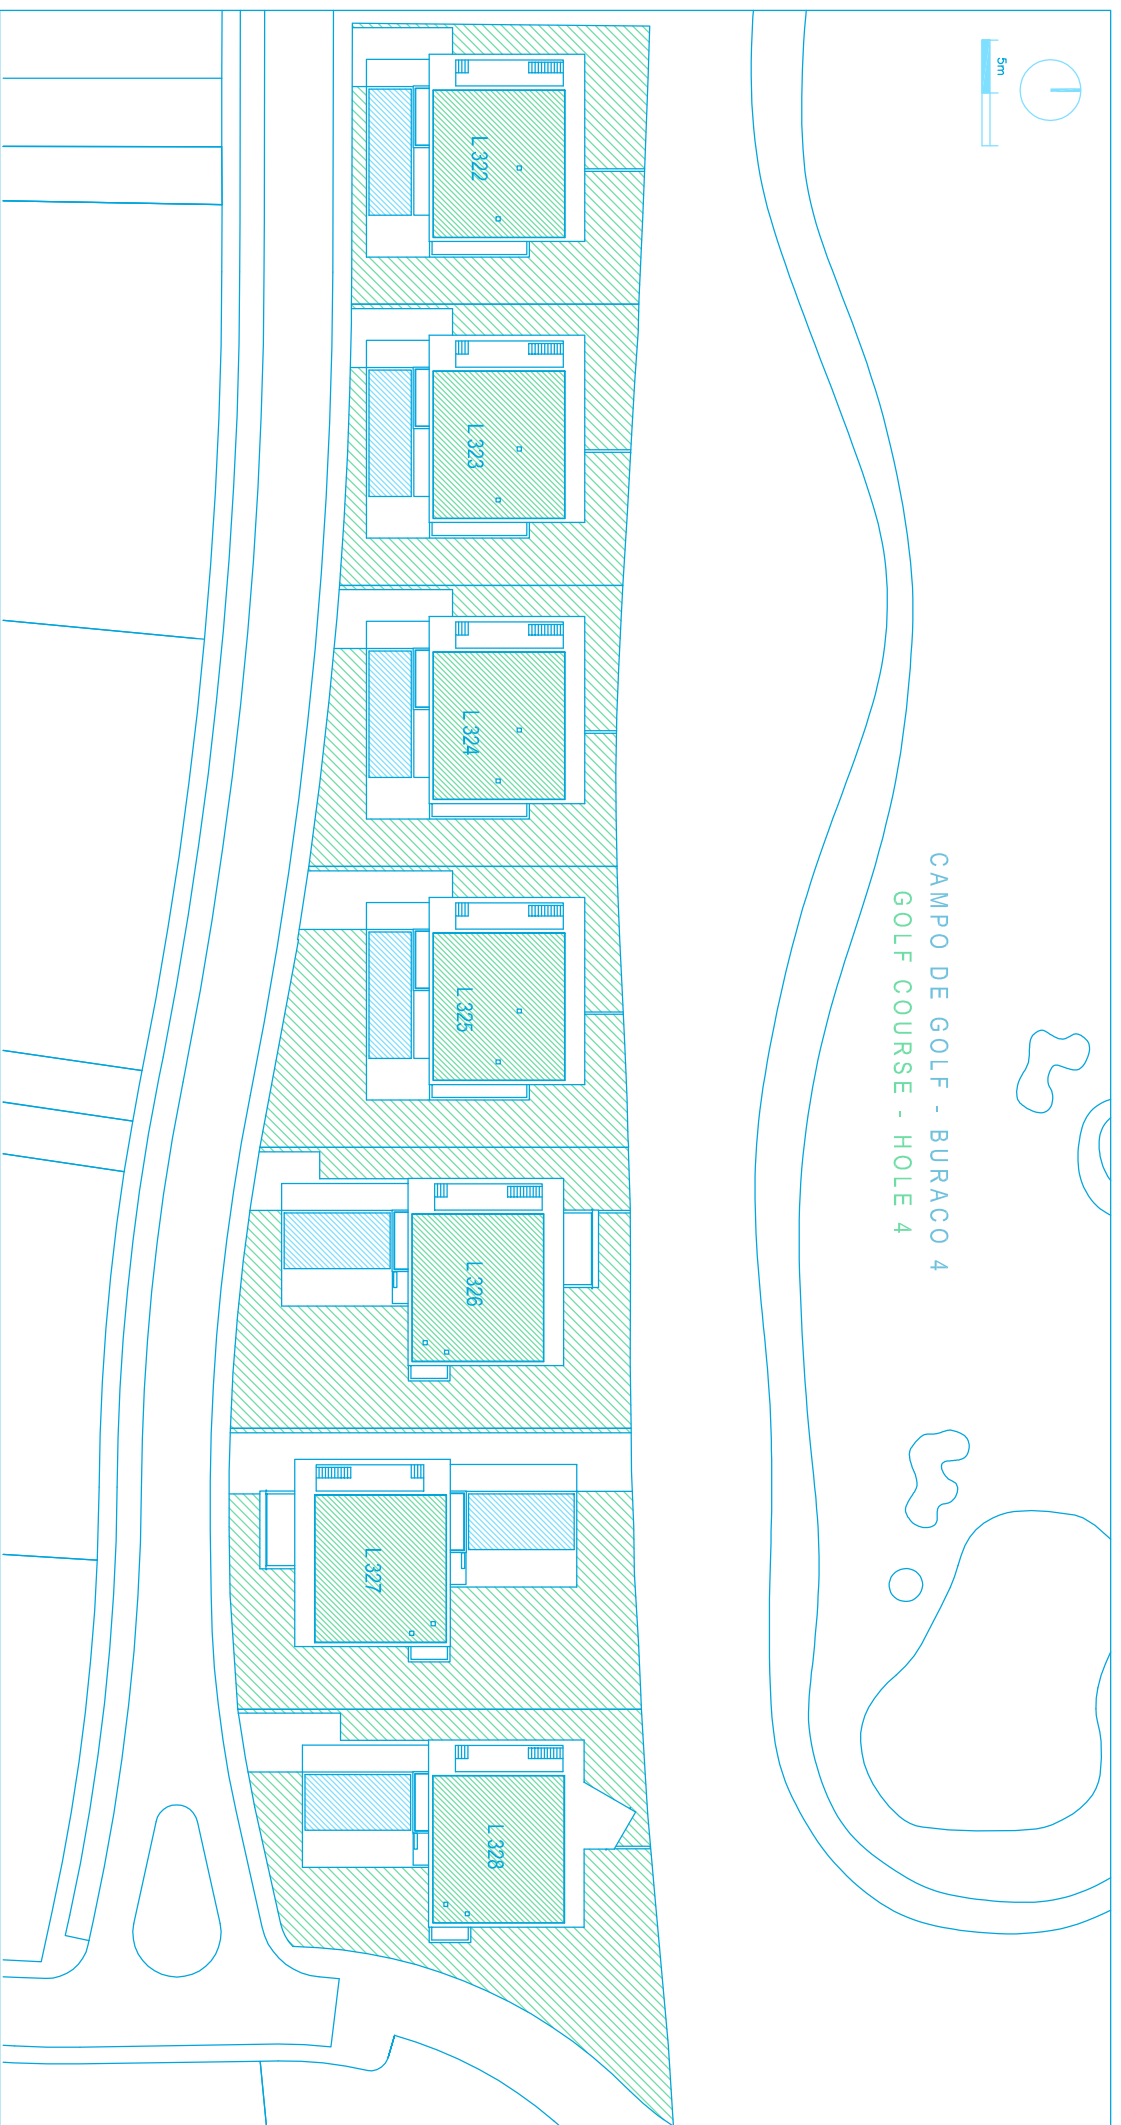 5m
CAMPO DE GOLF - BURACO 4
GOLF COURSE - HOLE 4
L 322
L 323
L 324
L 325
L 326
L 327
L 328